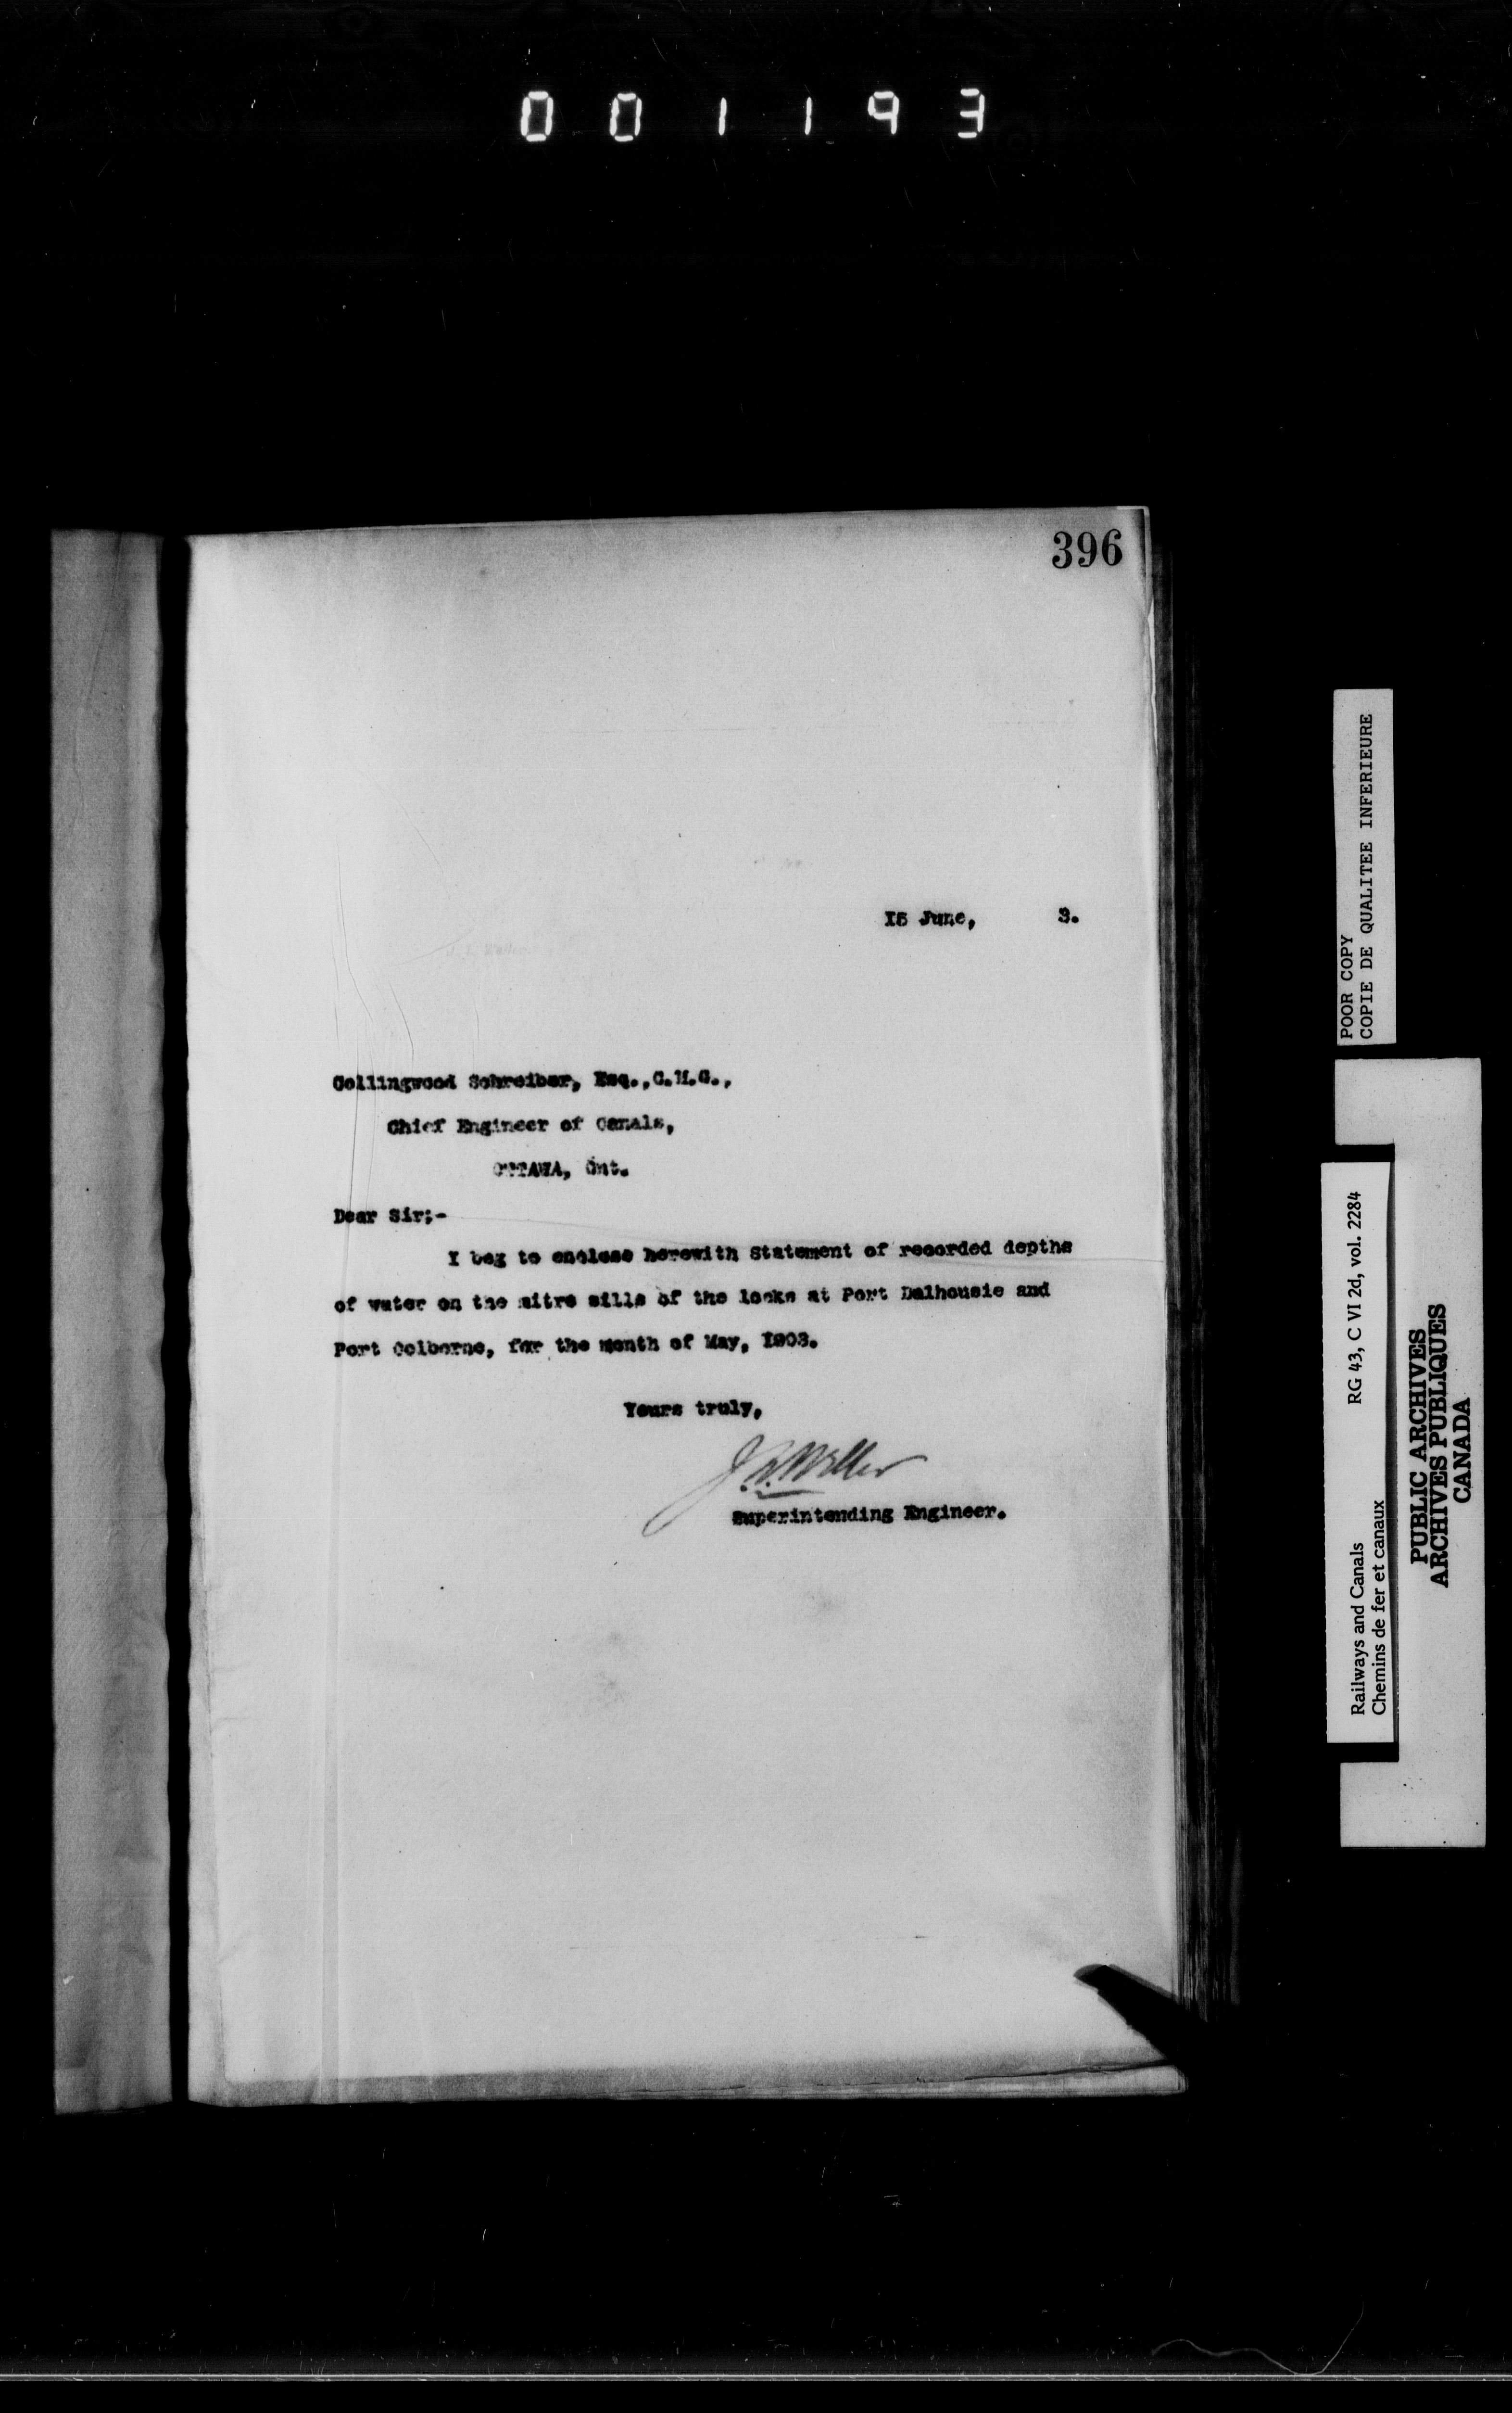 001193
396
15 June, 3.
Collingwood Schreiber, Esq., C.M.G.,
Chief Engineer of Canals,
OTTAWA, Ont.
Dear Sir;-
I beg to enclose herewith Statement of recorded depths
of water on the mitre sills of the locks at Port Dalhousie and
Port Colborne, for the month of May, 1903.
Yours truly,
Superintending Engineer.
POOR COPY
COPIE DE QUALITEE INFERIEURE
Railways and Canals RG 43, C VI 2d, vol. 2284
Chemins de fer et canaux
PUBLIC ARCHIVES
ARCHIVES PUBLIQUES
CANADA